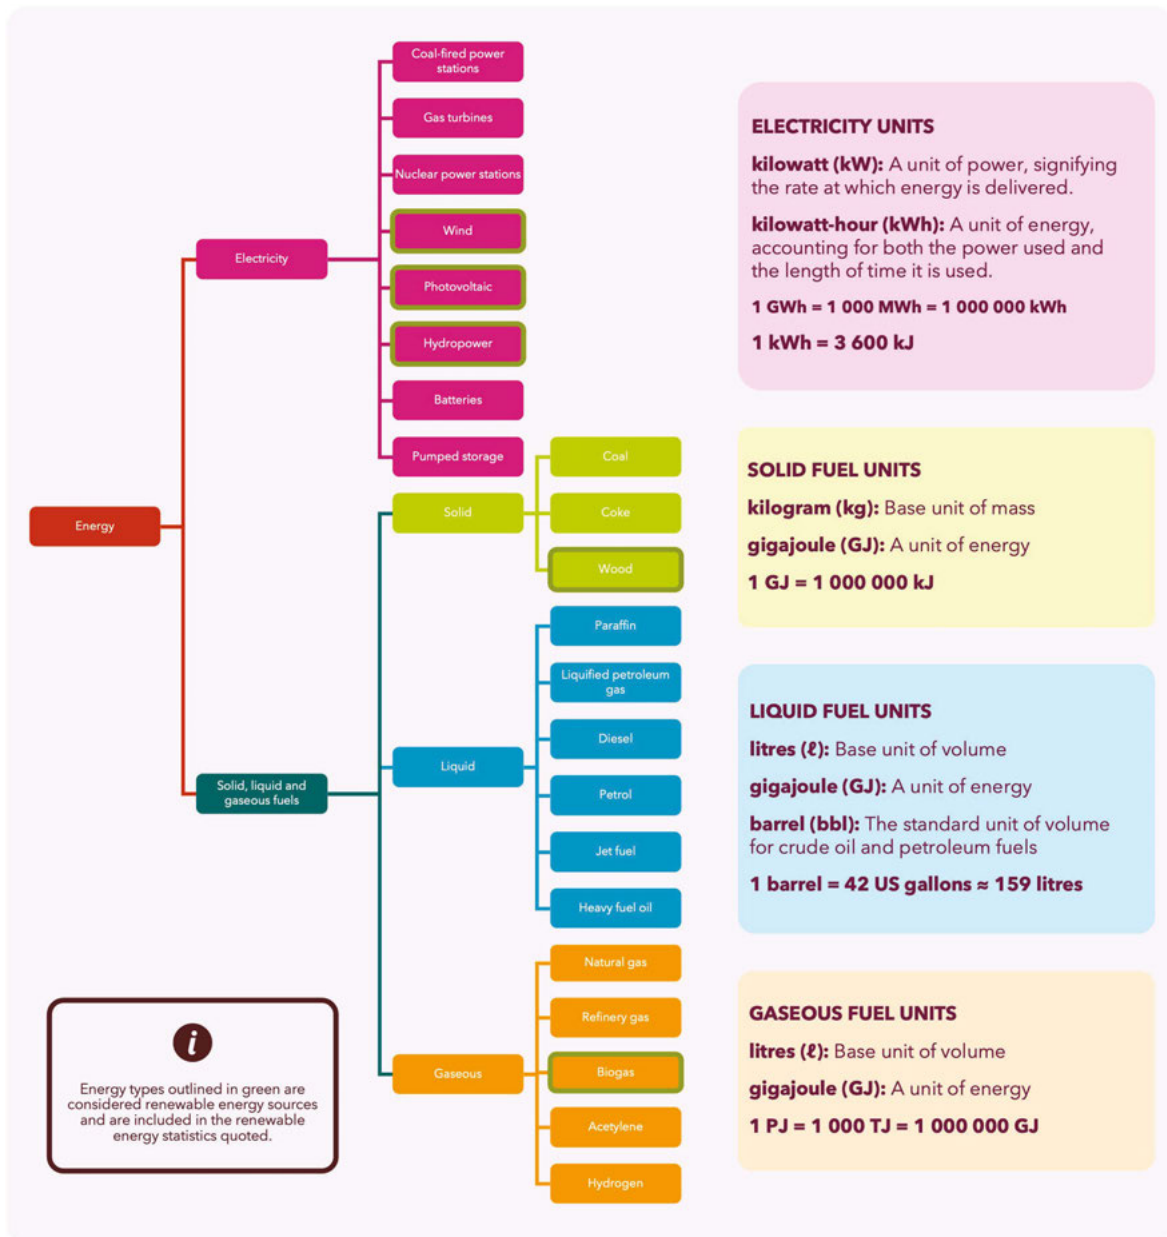 Coal-fired power
stations
Gas turbines
Nuclear power stations
Wind
Electricity
Photovoltaic
Hydropower
Batteries
Pumped storage
Coal
Solid
Coke
Energy
Wood
Paraffin
Liquified petroleum
gas
Diesel
Liquid
Solid, liquid and
gaseous fuels
Petrol
Jet fuel
Heavy fuel oil
Natural gas
Refinery gas
Gaseous
Biogas
Acetylene
Hydrogen
i
Energy types outlined in green are
considered renewable energy sources
and are included in the renewable
energy statistics quoted.
ELECTRICITY UNITS
kilowatt (kW): A unit of power, signifying
the rate at which energy is delivered.
kilowatt-hour (kWh): A unit of energy,
accounting for both the power used and
the length of time it is used.
1 GWh = 1 000 MWh = 1 000 000 kWh
1 kWh = 3 600 kJ
SOLID FUEL UNITS
kilogram (kg): Base unit of mass
gigajoule (GJ): A unit of energy
1 GJ = 1 000 000 kJ
LIQUID FUEL UNITS
litres (ℓ): Base unit of volume
gigajoule (GJ): A unit of energy
barrel (bbl): The standard unit of volume
for crude oil and petroleum fuels
1 barrel = 42 US gallons ≈ 159 litres
GASEOUS FUEL UNITS
litres (ℓ): Base unit of volume
gigajoule (GJ): A unit of energy
1 PJ = 1 000 TJ = 1 000 000 GJ